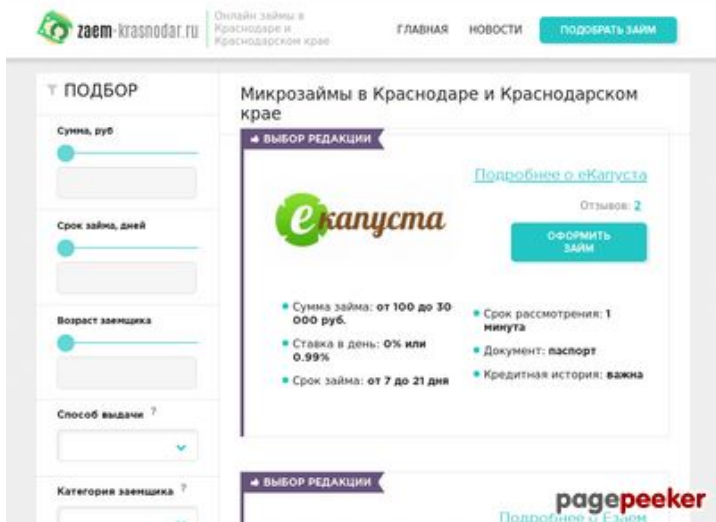 zaem-krasnodar.ru
Онлайн займы в
Краснодаре и
Краснодарском крае
ГЛАВНАЯ
НОВОСТИ
ПОДОБРАТЬ ЗАЙМ
ПОДБОР
Сумма, руб
Срок займа, дней
Возраст заемщика
Способ выдачи ?
Категория заемщика ?
Микрозаймы в Краснодаре и Краснодарском
крае
ВЫБОР РЕДАКЦИИ
екапуста
Подробнее о еКапуста
Отзывов: 2
ОФОРМИТЬ
ЗАЙМ
Сумма займа: от 100 до 30
000 руб.
Ставка в день: 0% или
0.99%
Срок займа: от 7 до 21 дня
Срок рассмотрения: 1
минута
Документ: паспорт
Кредитная история: важна
ВЫБОР РЕДАКЦИИ
Подробнее о Езаем
pagepeeker